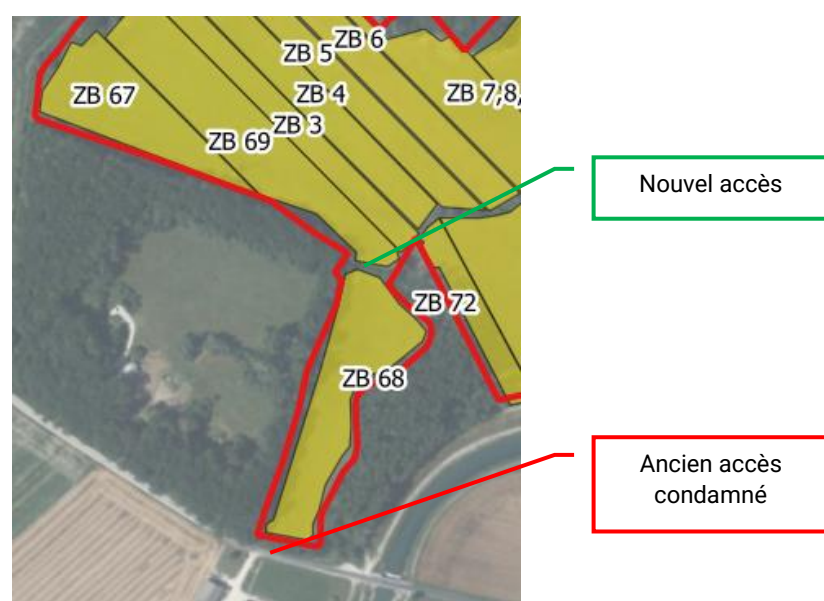 ZB 6
ZB 5
ZB 67
ZB 4
ZB 7,8,
ZB 3
ZB 69
Nouvel accès
ZB 72
ZB 68
Ancien accès
condamné